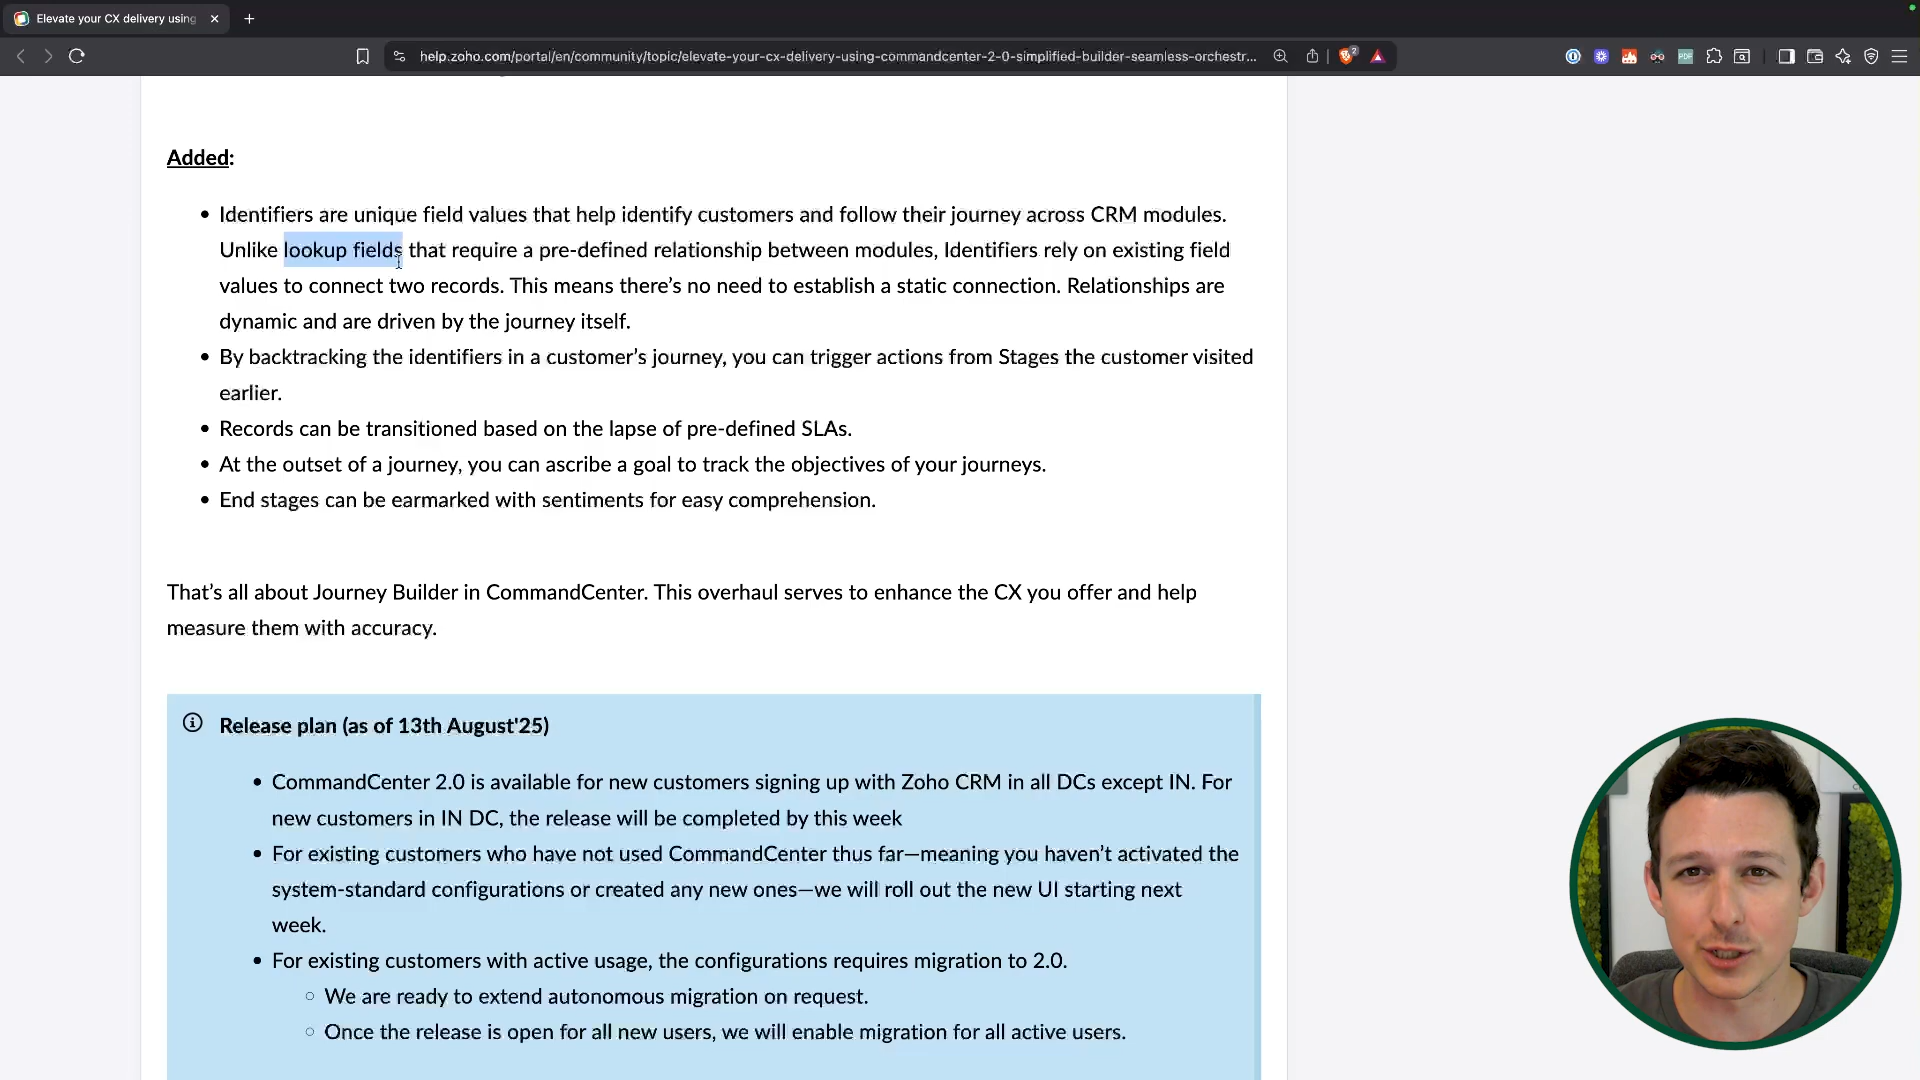 Elevate your CX delivery using
help.zoho.com/portal/en/community/topic/elevate-your-cx-delivery-using-commandcenter-2-0-simplified-builder-seamless-orchestr...
2
PDF
Added:
• Identifiers are unique field values that help identify customers and follow their journey across CRM modules.
Unlike lookup fields that require a pre-defined relationship between modules, Identifiers rely on existing field
values to connect two records. This means there’s no need to establish a static connection. Relationships are
dynamic and are driven by the journey itself.
• By backtracking the identifiers in a customer’s journey, you can trigger actions from Stages the customer visited
earlier.
• Records can be transitioned based on the lapse of pre-defined SLAs.
• At the outset of a journey, you can ascribe a goal to track the objectives of your journeys.
• End stages can be earmarked with sentiments for easy comprehension.
That’s all about Journey Builder in CommandCenter. This overhaul serves to enhance the CX you offer and help
measure them with accuracy.
Release plan (as of 13th August'25)
• CommandCenter 2.0 is available for new customers signing up with Zoho CRM in all DCs except IN. For
new customers in IN DC, the release will be completed by this week
• For existing customers who have not used CommandCenter thus far—meaning you haven’t activated the
system-standard configurations or created any new ones—we will roll out the new UI starting next
week.
• For existing customers with active usage, the configurations requires migration to 2.0.
○ We are ready to extend autonomous migration on request.
○ Once the release is open for all new users, we will enable migration for all active users.